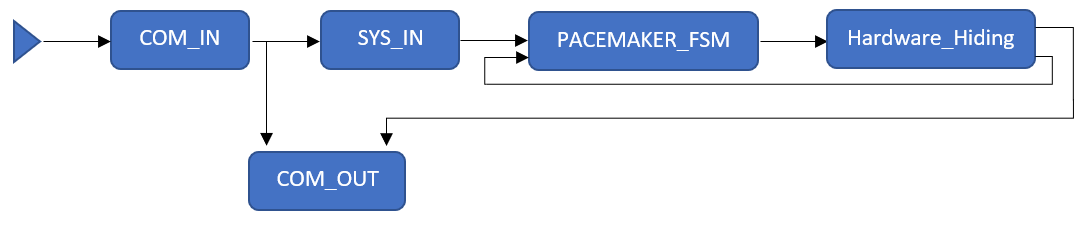 COM_IN
SYS_IN
PACEMAKER_FSM
Hardware_Hiding
COM_OUT